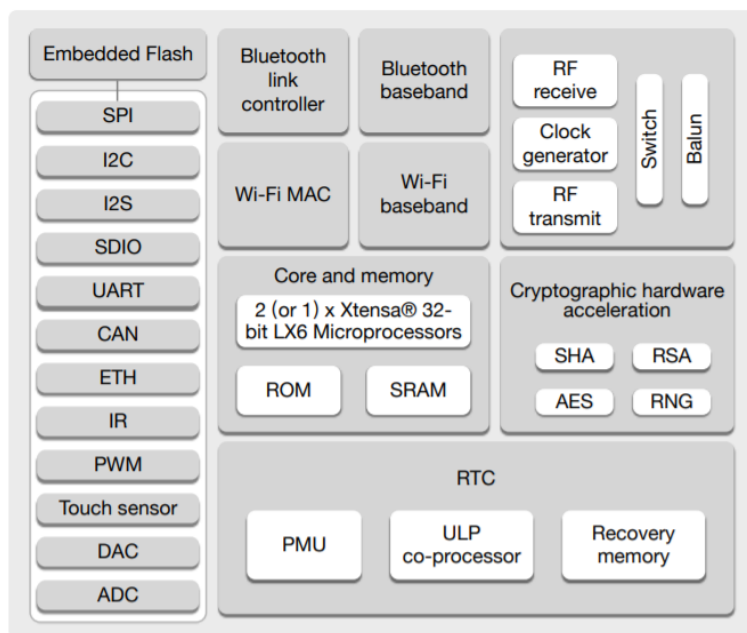 Embedded Flash
SPI
I2C
I2S
SDIO
UART
CAN
ETH
IR
PWM
Touch sensor
DAC
ADC
Bluetooth
link
controller
Bluetooth
baseband
Wi-Fi MAC
Wi-Fi
baseband
RF
receive
Clock
generator
RF
transmit
Switch
Balun
Core and memory
2 (or 1) x Xtensa® 32-
bit LX6 Microprocessors
ROM
SRAM
Cryptographic hardware
acceleration
SHA
RSA
AES
RNG
RTC
PMU
ULP
co-processor
Recovery
memory